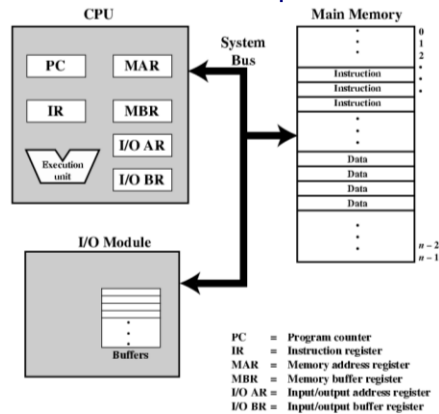 CPU
Main Memory
System
Bus
PC
MAR
IR
MBR
I/O AR
Execution
unit
I/O BR
0
1
2
Instruction
Instruction
Instruction
Data
Data
Data
Data
n – 2
n – 1
I/O Module
Buffers
PC = Program counter
IR = Instruction register
MAR = Memory address register
MBR = Memory buffer register
I/O AR = Input/output address register
I/O BR = Input/output buffer register